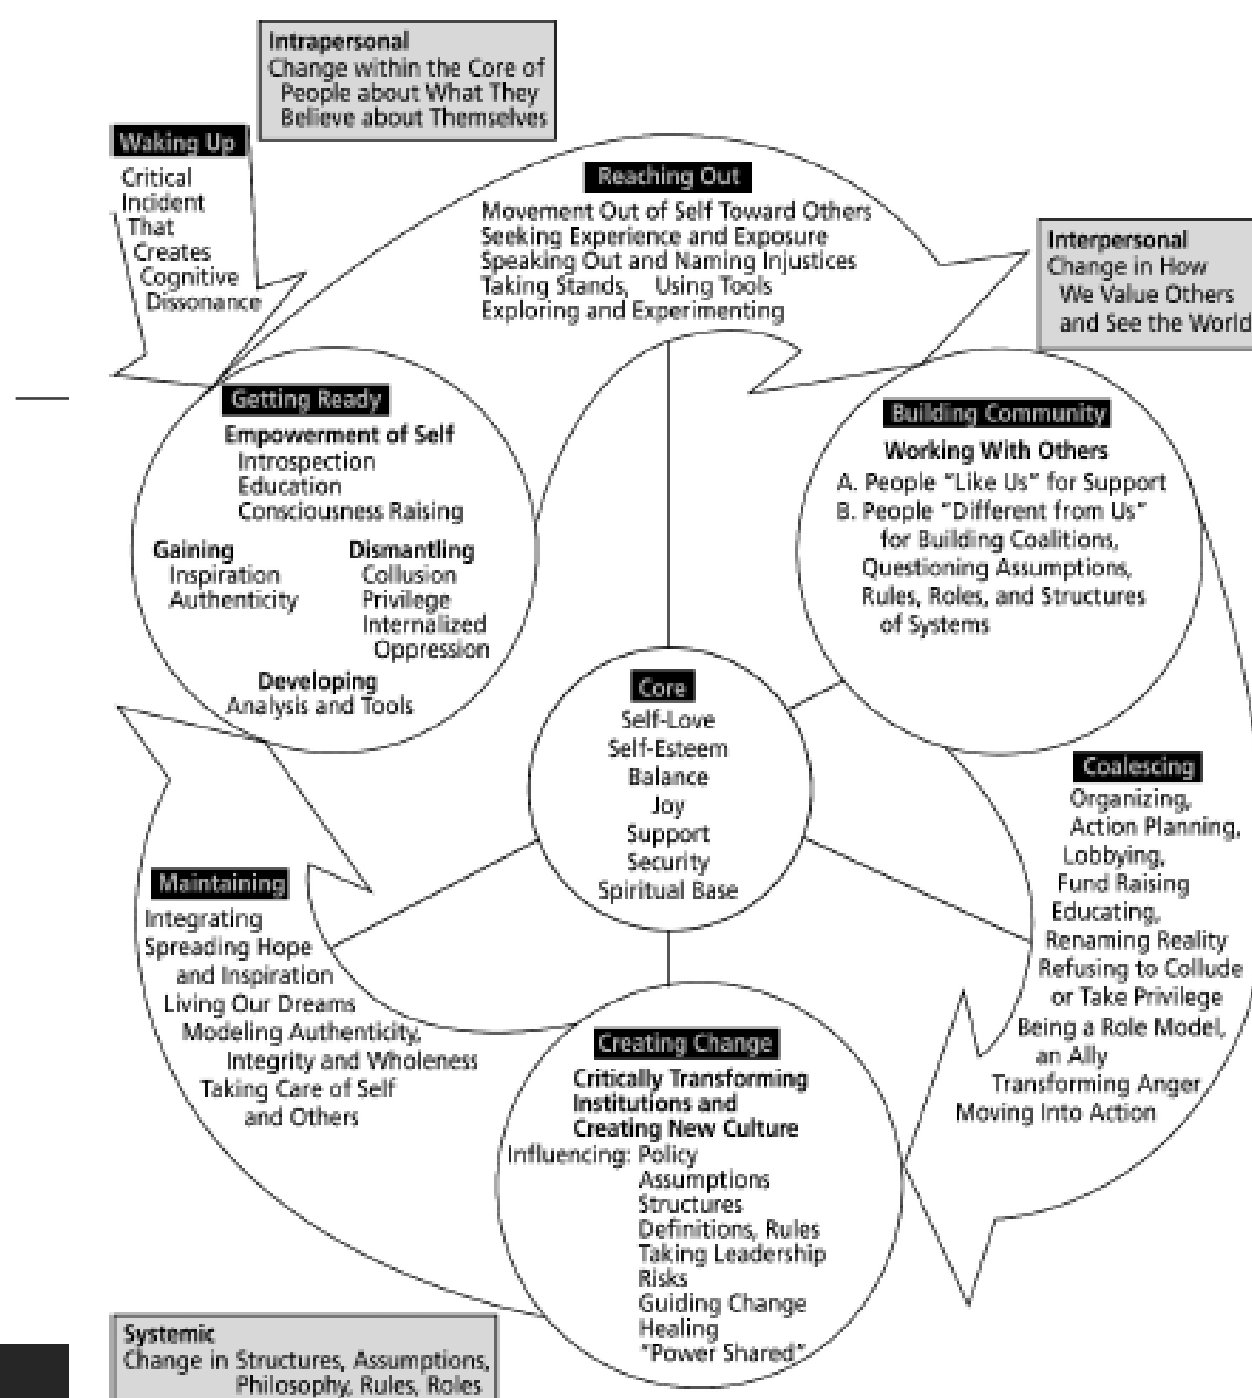 Intrapersonal
Change within the Core of
People about What They
Believe about Themselves
Waking Up
Critical
Incident
That
Creates
Cognitive
Dissonance
Reaching Out
Movement Out of Self Toward Others
Seeking Experience and Exposure
Speaking Out and Naming Injustices
Taking Stands, Using Tools
Exploring and Experimenting
Interpersonal
Change in How
We Value Others
and See the World
Getting Ready
Empowerment of Self
Introspection
Education
Consciousness Raising
Gaining
Inspiration
Authenticity
Dismantling
Collusion
Privilege
Internalized
Oppression
Developing
Analysis and Tools
Building Community
Working With Others
A. People “Like Us” for Support
B. People “Different from Us”
for Building Coalitions,
Questioning Assumptions,
Rules, Roles, and Structures
of Systems
Core
Self-Love
Self-Esteem
Balance
Joy
Support
Security
Spiritual Base
Coalescing
Organizing,
Action Planning,
Lobbying,
Fund Raising
Educating,
Renaming Reality
Refusing to Collude
or Take Privilege
Being a Role Model,
an Ally
Transforming Anger
Moving Into Action
Maintaining
Integrating
Spreading Hope
and Inspiration
Living Our Dreams
Modeling Authenticity,
Integrity and Wholeness
Taking Care of Self
and Others
Creating Change
Critically Transforming
Institutions and
Creating New Culture
Influencing: Policy
Assumptions
Structures
Definitions, Rules
Taking Leadership
Risks
Guiding Change
Healing
"Power Shared"
Systemic
Change in Structures, Assumptions,
Philosophy, Rules, Roles